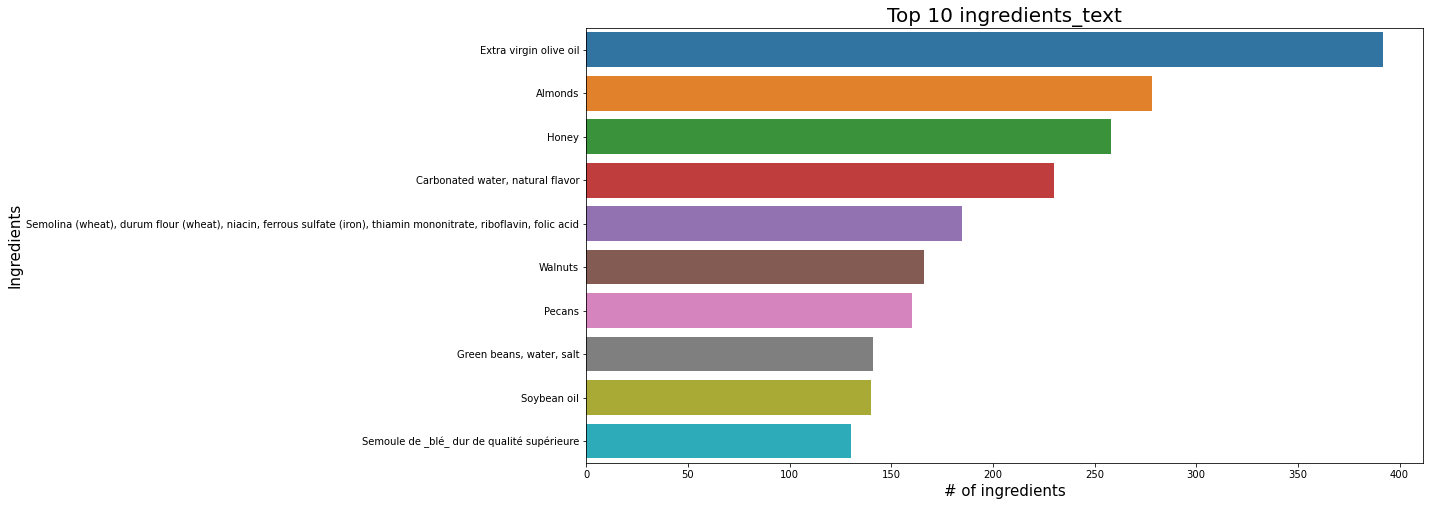 Top 10 ingredients_text
Ingredients
Extra virgin olive oil
Almonds
Honey
Carbonated water, natural flavor
Semolina (wheat), durum flour (wheat), niacin, ferrous sulfate (iron), thiamin mononitrate, riboflavin, folic acid
Walnuts
Pecans
Green beans, water, salt
Soybean oil
Semoule de _blé_ dur de qualité supérieure
0 50 100 150 200 250 300 350 400
# of ingredients